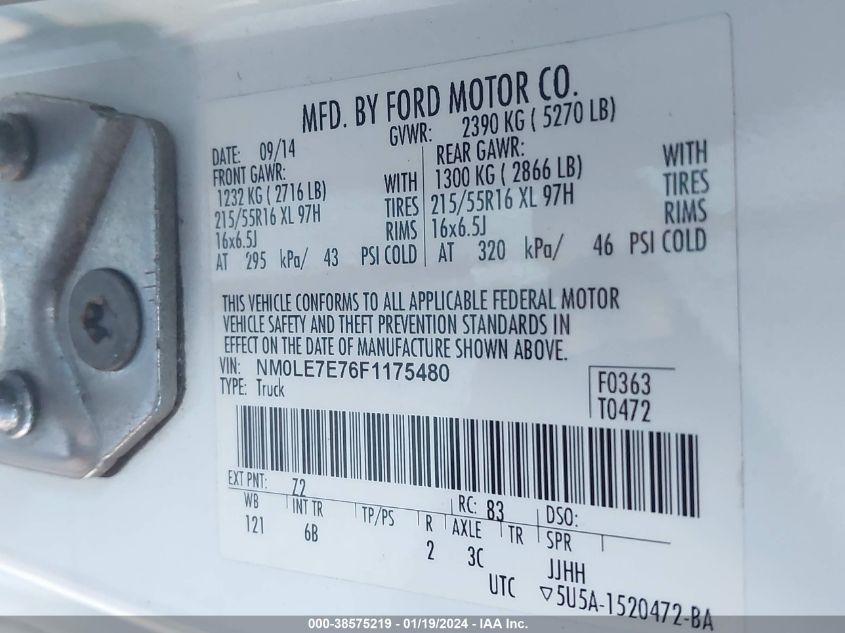 MFD. BY FORD MOTOR CO.
DATE: 09/14 GVWR: 2390 KG ( 5270 LB)
FRONT GAWR: REAR GAWR:
1232 KG ( 2716 LB) WITH 1300 KG ( 2866 LB) WITH
215/55R16 XL 97H TIRES 215/55R16 XL 97H TIRES
16x6.5J RIMS 16x6.5J RIMS
AT 295 kPa/ 43 PSI COLD AT 320 kPa/ 46 PSI COLD
THIS VEHICLE CONFORMS TO ALL APPLICABLE FEDERAL MOTOR
VEHICLE SAFETY AND THEFT PREVENTION STANDARDS IN
EFFECT ON THE DATE OF MANUFACTURE SHOWN ABOVE.
VIN: NM0LE7E76F1175480 F0363
TYPE: Truck T0472
EXT PNT: Z2 RC: 83 DSO:
WB INT TR TP/PS R AXLE TR SPR
121 6B 2 3C JJHH
UTC ▽5U5A-1520472-BA
000-38575219 - 01/19/2024 - IAA, Inc.